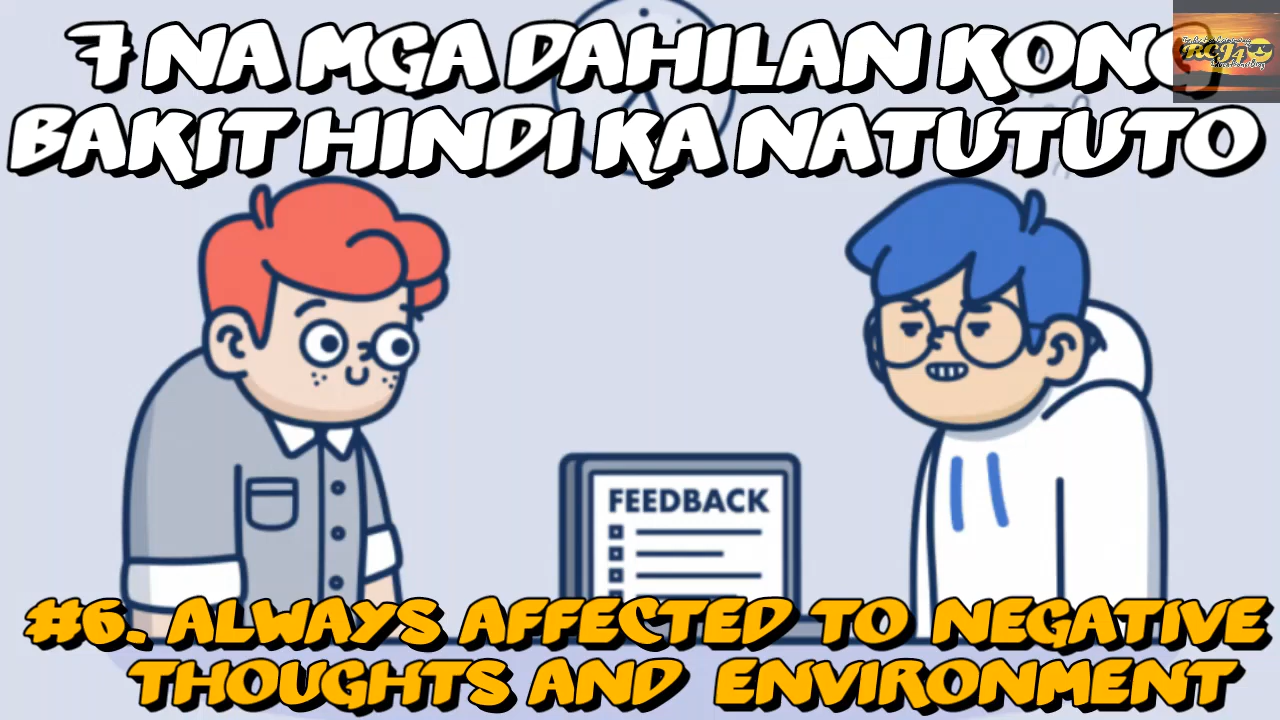 7 NA MGA DAHILAN KONG
BAKIT HINDI KA NATUTUTO
FEEDBACK
#6. ALWAYS AFFECTED TO NEGATIVE
THOUGHTS AND ENVIRONMENT